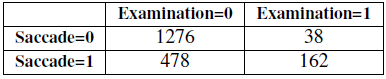 Examination=0 Examination=1
Saccade=0 1276 38
Saccade=1 478 162